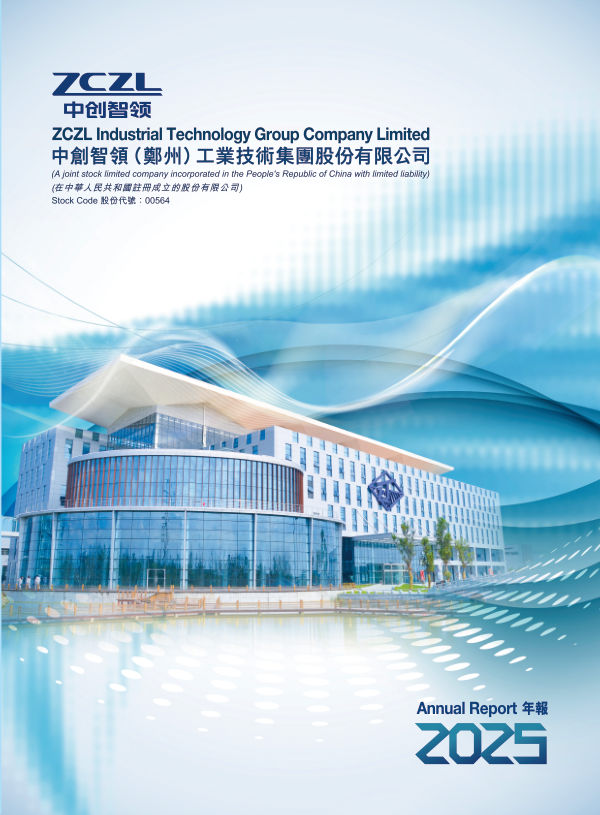 ZCZL
中创智领
ZCZL Industrial Technology Group Company Limited
中創智領（鄭州）工業技術集團股份有限公司
(A joint stock limited company incorporated in the People's Republic of China with limited liability)
(在中華人民共和國註冊成立的股份有限公司)
Stock Code 股份代號：00564
Annual Report 年報
2025